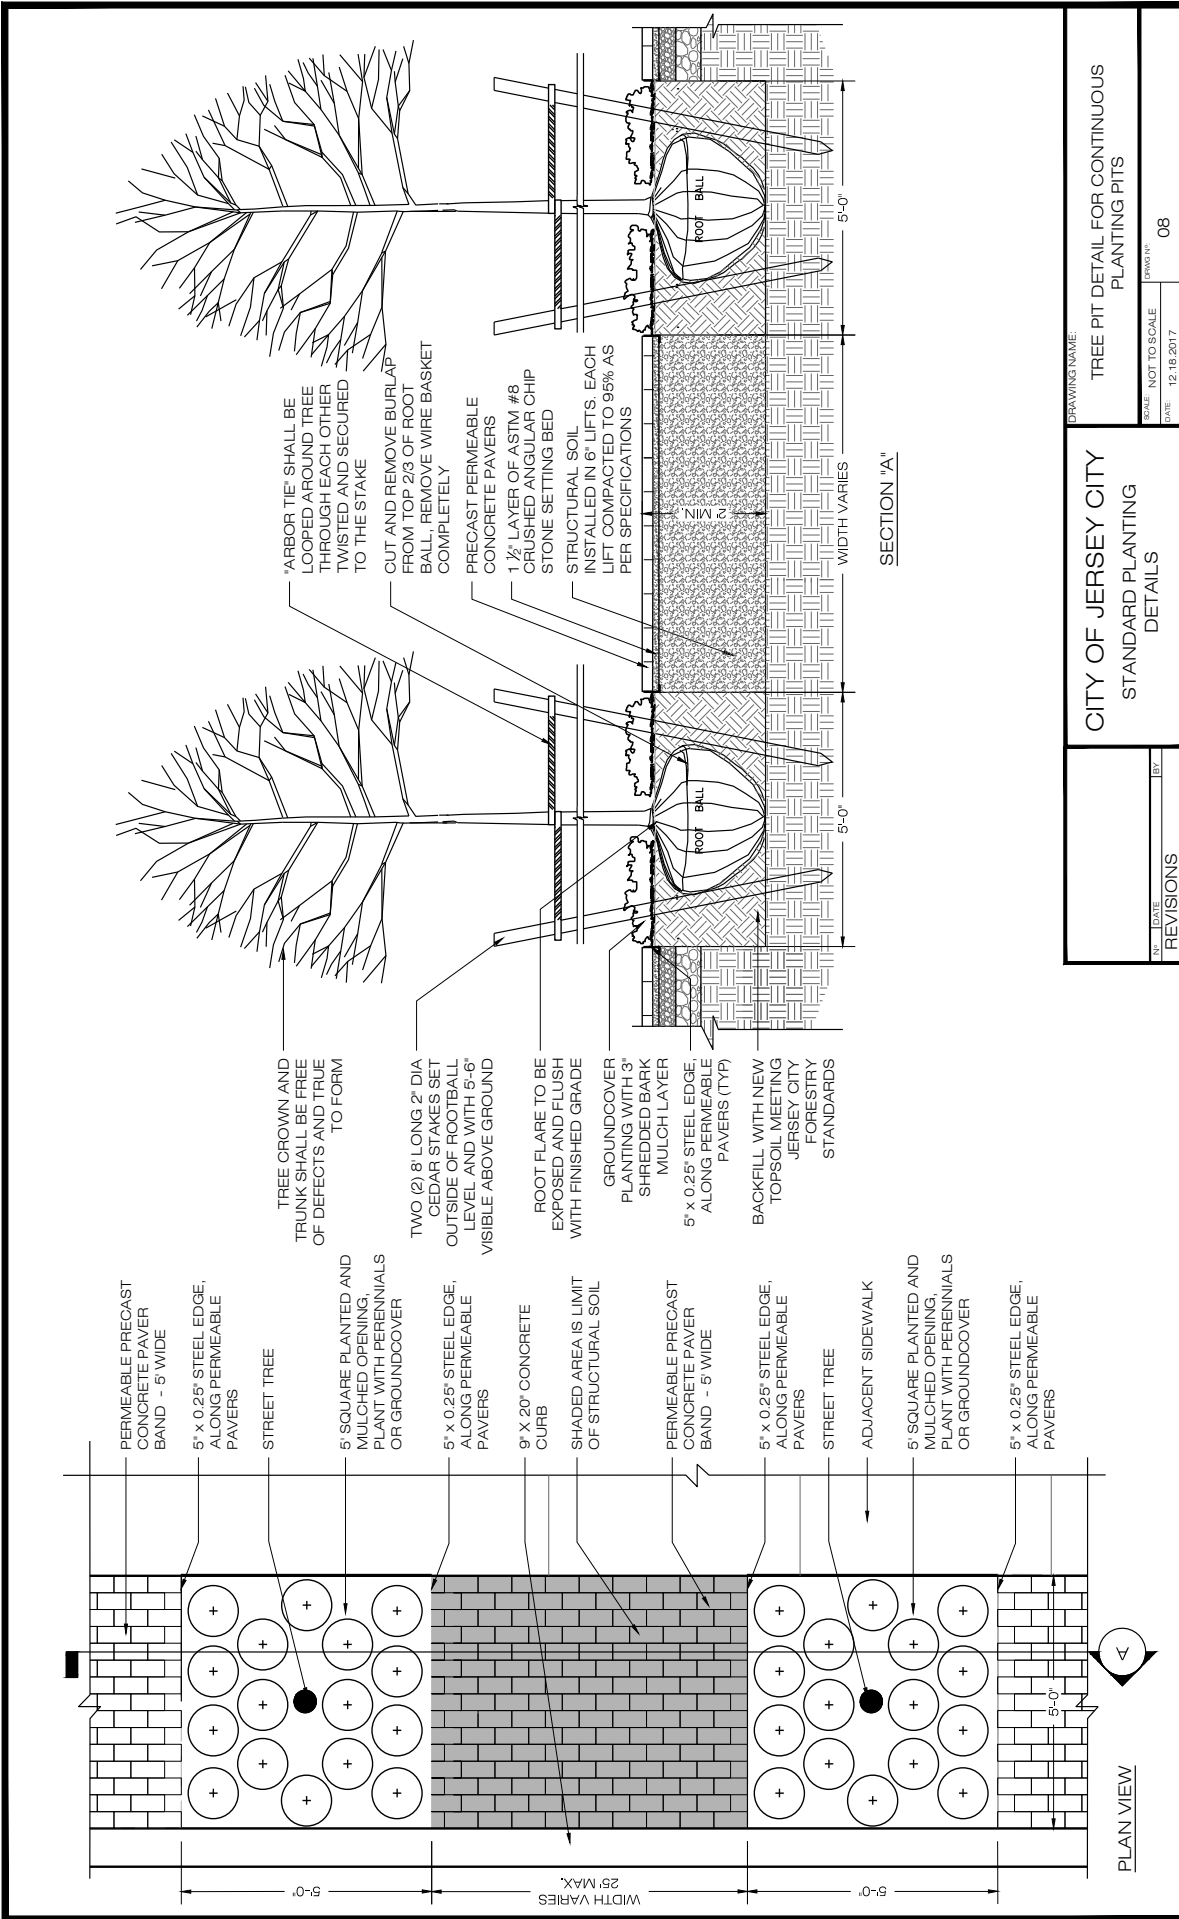 PERMEABLE PRECAST
CONCRETE PAVER
BAND - 5' WIDE
5" x 0.25" STEEL EDGE,
ALONG PERMEABLE
PAVERS
STREET TREE
5' SQUARE PLANTED AND
MULCHED OPENING,
PLANT WITH PERENNIALS
OR GROUNDCOVER
5" x 0.25" STEEL EDGE,
ALONG PERMEABLE
PAVERS
9" X 20" CONCRETE
CURB
SHADED AREA IS LIMIT
OF STRUCTURAL SOIL
PERMEABLE PRECAST
CONCRETE PAVER
BAND - 5' WIDE
5" x 0.25" STEEL EDGE,
ALONG PERMEABLE
PAVERS
STREET TREE
ADJACENT SIDEWALK
5' SQUARE PLANTED AND
MULCHED OPENING,
PLANT WITH PERENNIALS
OR GROUNDCOVER
5" x 0.25" STEEL EDGE,
ALONG PERMEABLE
PAVERS
5'-0"
WIDTH VARIES
25' MAX.
5'-0"
5'-0"
A
PLAN VIEW
TREE CROWN AND
TRUNK SHALL BE FREE
OF DEFECTS AND TRUE
TO FORM
TWO (2) 8' LONG 2" DIA
CEDAR STAKES SET
OUTSIDE OF ROOTBALL
LEVEL AND WITH 5'-6"
VISIBLE ABOVE GROUND
ROOT FLARE TO BE
EXPOSED AND FLUSH
WITH FINISHED GRADE
GROUNDCOVER
PLANTING WITH 3"
SHREDDED BARK
MULCH LAYER
5" x 0.25" STEEL EDGE,
ALONG PERMEABLE
PAVERS (TYP)
BACKFILL WITH NEW
TOPSOIL MEETING
JERSEY CITY
FORESTRY
STANDARDS
"ARBOR TIE" SHALL BE
LOOPED AROUND TREE
THROUGH EACH OTHER
TWISTED AND SECURED
TO THE STAKE
CUT AND REMOVE BURLAP
FROM TOP 2/3 OF ROOT
BALL, REMOVE WIRE BASKET
COMPLETELY
PRECAST PERMEABLE
CONCRETE PAVERS
1 ½" LAYER OF ASTM #8
CRUSHED ANGULAR CHIP
STONE SETTING BED
STRUCTURAL SOIL
INSTALLED IN 6" LIFTS. EACH
LIFT COMPACTED TO 95% AS
PER SPECIFICATIONS
ROOT BALL
ROOT BALL
2' MIN.
5'-0"
WIDTH VARIES
5'-0"
SECTION "A"
Nº DATE BY
REVISIONS
CITY OF JERSEY CITY
STANDARD PLANTING
DETAILS
DRAWING NAME:
TREE PIT DETAIL FOR CONTINUOUS
PLANTING PITS
SCALE: NOT TO SCALE
DATE: 12.18.2017
DRWG Nº:
08